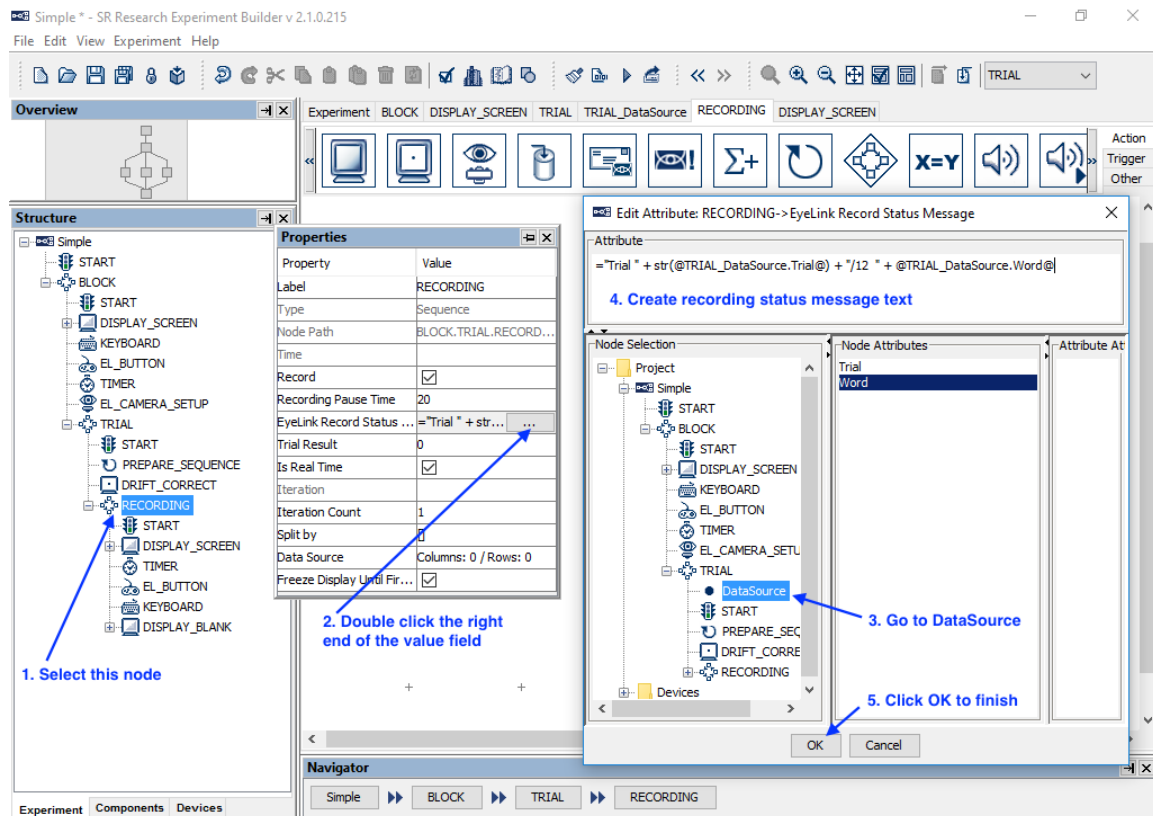 Simple * - SR Research Experiment Builder v 2.1.0.215
File Edit View Experiment Help
TRIAL
Overview
Experiment BLOCK DISPLAY_SCREEN TRIAL TRIAL_DataSource RECORDING DISPLAY_SCREEN
Σ+
X=Y
Action
Trigger
Other
Structure
Simple
START
BLOCK
START
DISPLAY_SCREEN
KEYBOARD
EL_BUTTON
TIMER
EL_CAMERA_SETUP
TRIAL
START
PREPARE_SEQUENCE
DRIFT_CORRECT
RECORDING
START
DISPLAY_SCREEN
TIMER
EL_BUTTON
KEYBOARD
DISPLAY_BLANK
1. Select this node
Experiment Components Devices
Properties
Property Value
Label RECORDING
Type Sequence
Node Path BLOCK.TRIAL.RECORD...
Time
Record
Recording Pause Time 20
EyeLink Record Status ... ="Trial " + str... ...
Trial Result 0
Is Real Time
Iteration
Iteration Count 1
Split by []
Data Source Columns: 0 / Rows: 0
Freeze Display Until Fir...
2. Double click the right
end of the value field
Edit Attribute: RECORDING->EyeLink Record Status Message
Attribute
="Trial " + str(@TRIAL_DataSource.Trial@) + "/12  " + @TRIAL_DataSource.Word@
4. Create recording status message text
Node Selection
Project
Simple
START
BLOCK
START
DISPLAY_SCREEN
KEYBOARD
EL_BUTTON
TIMER
EL_CAMERA_SETU
TRIAL
DataSource
START
PREPARE_SEQ
DRIFT_CORRE
RECORDING
Devices
Node Attributes
Trial
Word
Attribute Att
3. Go to DataSource
5. Click OK to finish
OK Cancel
Navigator
Simple BLOCK TRIAL RECORDING